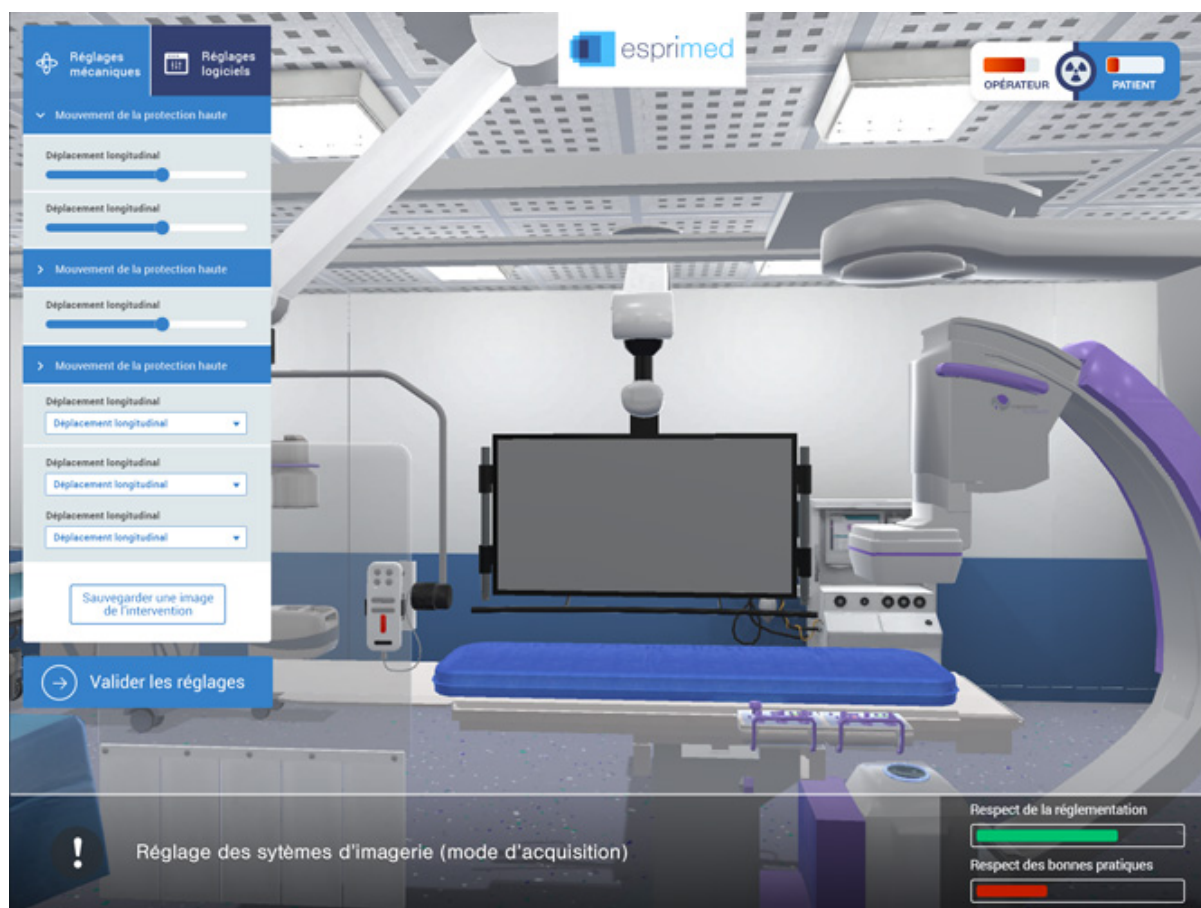 Réglages
mécaniques
Réglages
logiciels
esprimed
OPÉRATEUR
PATIENT
Mouvement de la protection haute
Déplacement longitudinal
Déplacement longitudinal
Mouvement de la protection haute
Déplacement longitudinal
Mouvement de la protection haute
Déplacement longitudinal
Déplacement longitudinal
Déplacement longitudinal
Déplacement longitudinal
Déplacement longitudinal
Déplacement longitudinal
Sauvegarder une image
de l'intervention
Valider les réglages
Réglage des sytèmes d'imagerie (mode d'acquisition)
Respect de la réglementation
Respect des bonnes pratiques